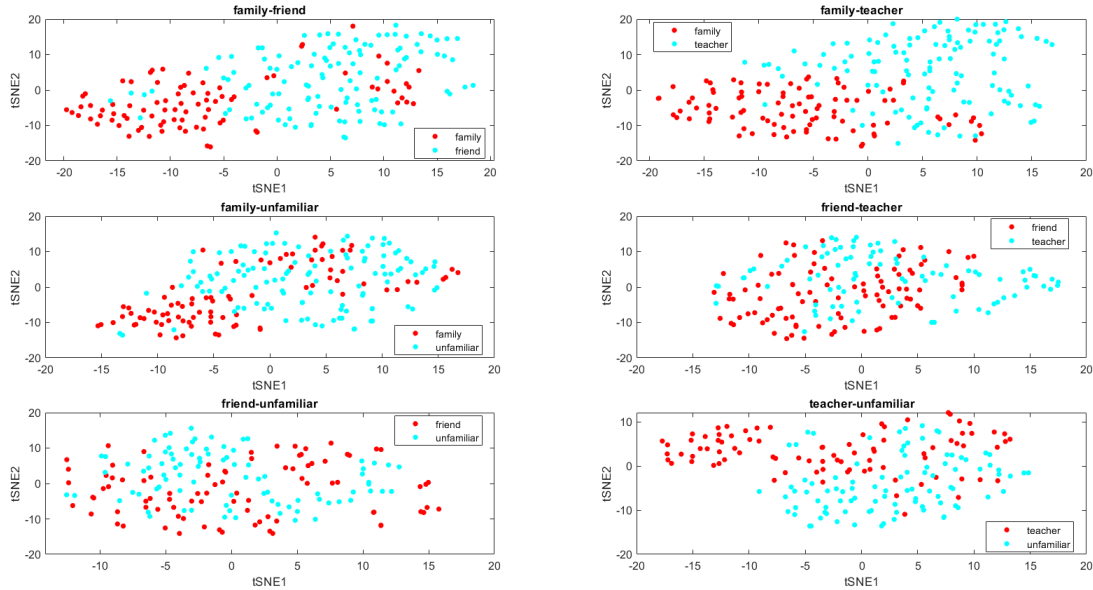 family-friend
20
10
0
-10
-20
tSNE2
-20 -15 -10 -5 0 5 10 15 20
tSNE1
family
friend
family-teacher
20
10
0
-10
-20
tSNE2
-20 -15 -10 -5 0 5 10 15 20
tSNE1
family
teacher
family-unfamiliar
20
10
0
-10
-20
tSNE2
-20 -15 -10 -5 0 5 10 15 20
tSNE1
family
unfamiliar
friend-teacher
20
10
0
-10
-20
tSNE2
-15 -10 -5 0 5 10 15 20
tSNE1
friend
teacher
friend-unfamiliar
20
10
0
-10
-20
tSNE2
-10 -5 0 5 10 15 20
tSNE1
friend
unfamiliar
teacher-unfamiliar
10
0
-10
-20
tSNE2
-15 -10 -5 0 5 10 15 20
tSNE1
teacher
unfamiliar